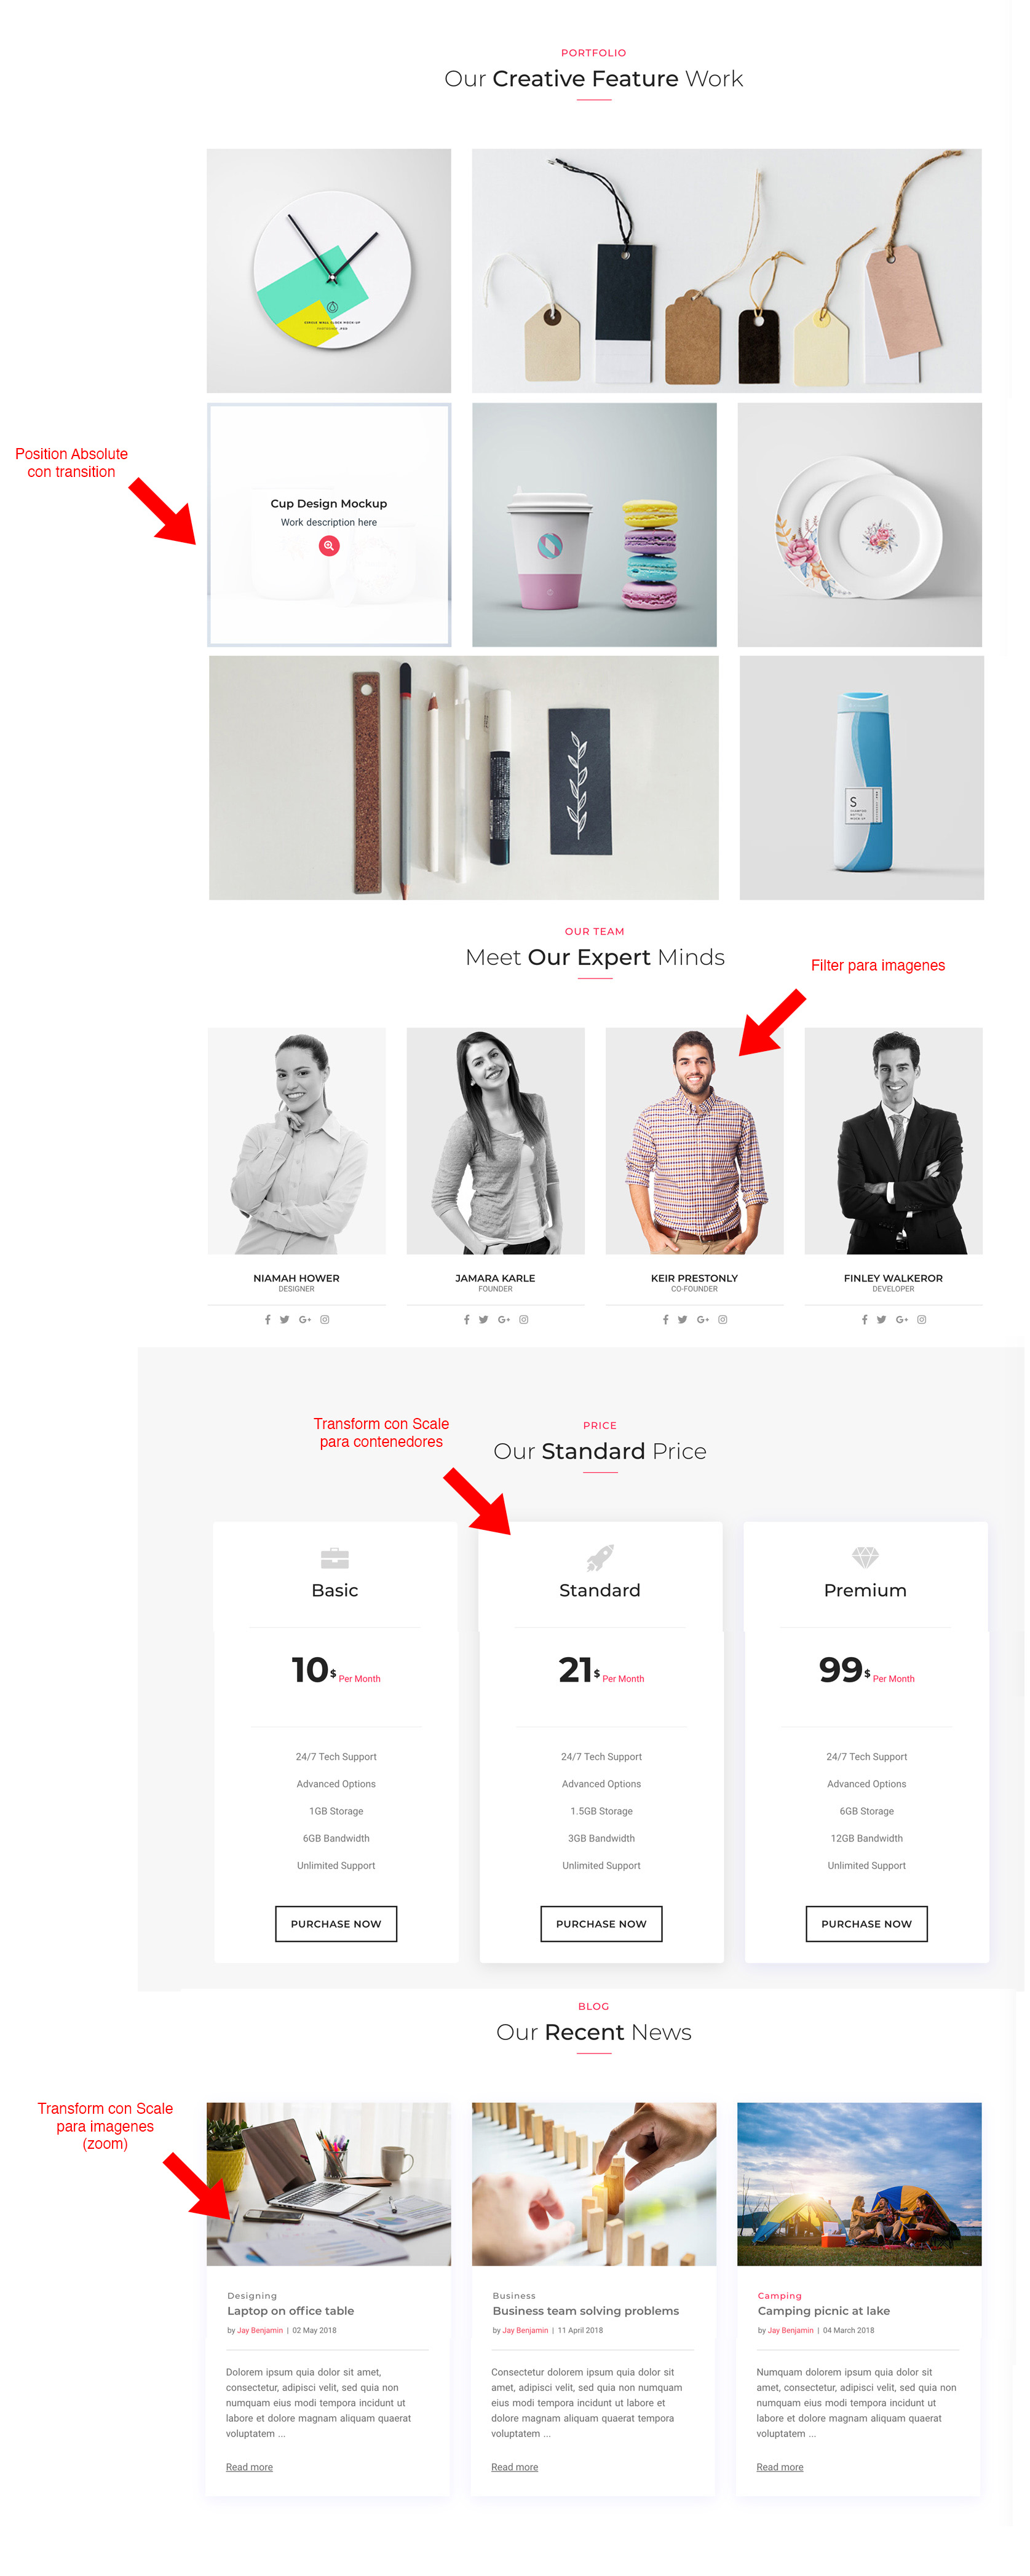 PORTFOLIO
Our Creative Feature Work
Position Absolute
con transition
Cup Design Mockup
Work description here
S
OUR TEAM
Meet Our Expert Minds
Filter para imagenes
NIAMAH HOWER
DESIGNER
JAMARA KARLE
FOUNDER
KEIR PRESTONLY
CO-FOUNDER
FINLEY WALKEROR
DEVELOPER
Transform con Scale
para contenedores
PRICE
Our Standard Price
Basic
10$ Per Month
24/7 Tech Support
Advanced Options
1GB Storage
6GB Bandwidth
Unlimited Support
PURCHASE NOW
Standard
21$ Per Month
24/7 Tech Support
Advanced Options
1.5GB Storage
3GB Bandwidth
Unlimited Support
PURCHASE NOW
Premium
99$ Per Month
24/7 Tech Support
Advanced Options
6GB Storage
12GB Bandwidth
Unlimited Support
PURCHASE NOW
BLOG
Our Recent News
Transform con Scale
para imagenes
(zoom)
Designing
Laptop on office table
by Jay Benjamin | 02 May 2018
Dolorem ipsum quia dolor sit amet,
consectetur, adipisci velit, sed quia non
numquam eius modi tempora incidunt ut
labore et dolore magnam aliquam quaerat
voluptatem ...
Read more
Business
Business team solving problems
by Jay Benjamin | 11 April 2018
Consectetur dolorem ipsum quia dolor sit
amet, adipisci velit, sed quia non numquam
eius modi tempora incidunt ut labore et
dolore magnam aliquam quaerat tempora
voluptatem ...
Read more
Camping
Camping picnic at lake
by Jay Benjamin | 04 March 2018
Numquam dolorem ipsum quia dolor sit
amet, consectetur, adipisci velit, sed quia non
numquam eius modi tempora incidunt ut
labore et dolore magnam aliquam quaerat
voluptatem ...
Read more